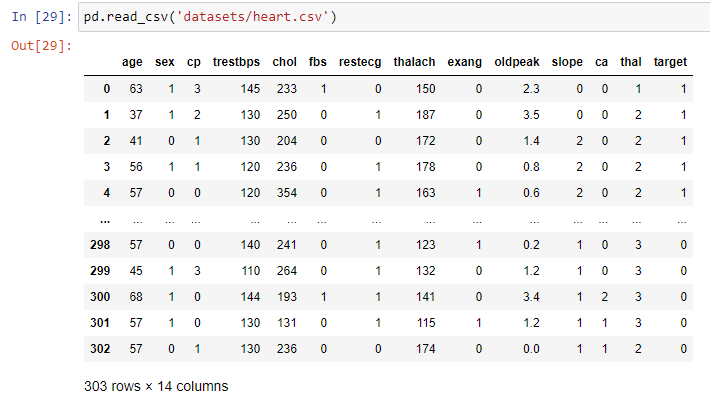 In [29]: pd.read_csv('datasets/heart.csv')
Out[29]:
age sex cp trestbps chol fbs restecg thalach exang oldpeak slope ca thal target
0 63 1 3 145 233 1 0 150 0 2.3 0 0 1 1
1 37 1 2 130 250 0 1 187 0 3.5 0 0 2 1
2 41 0 1 130 204 0 0 172 0 1.4 2 0 2 1
3 56 1 1 120 236 0 1 178 0 0.8 2 0 2 1
4 57 0 0 120 354 0 1 163 1 0.6 2 0 2 1
... ... ... ... ... ... ... ... ... ... ... ... ... ... ...
298 57 0 0 140 241 0 1 123 1 0.2 1 0 3 0
299 45 1 3 110 264 0 1 132 0 1.2 1 0 3 0
300 68 1 0 144 193 1 1 141 0 3.4 1 2 3 0
301 57 1 0 130 131 0 1 115 1 1.2 1 1 3 0
302 57 0 1 130 236 0 0 174 0 0.0 1 1 2 0
303 rows × 14 columns